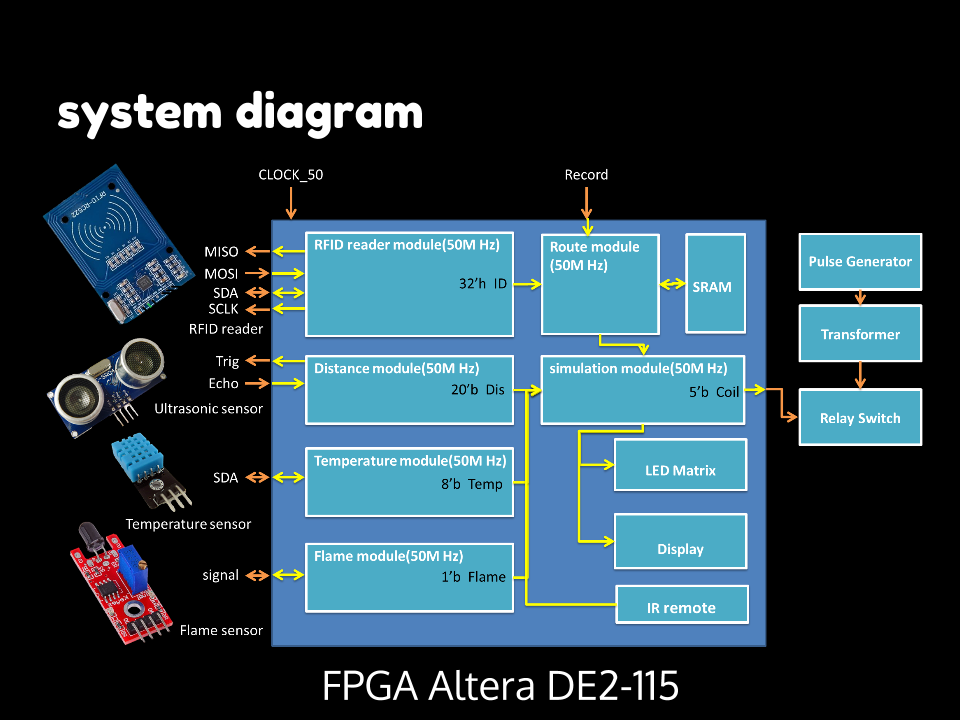 system diagram
CLOCK_50
Record
RFID-RC522
MISO
MOSI
SDA
SCLK
RFID reader
RFID reader module(50M Hz)
32'h ID
Route module
(50M Hz)
SRAM
Pulse Generator
Transformer
Relay Switch
Trig
Echo
Ultrasonic sensor
Distance module(50M Hz)
20'b Dis
simulation module(50M Hz)
5'b Coil
SDA
Temperature sensor
Temperature module(50M Hz)
8'b Temp
LED Matrix
Display
IR remote
signal
Flame sensor
Flame module(50M Hz)
1'b Flame
FPGA Altera DE2-115